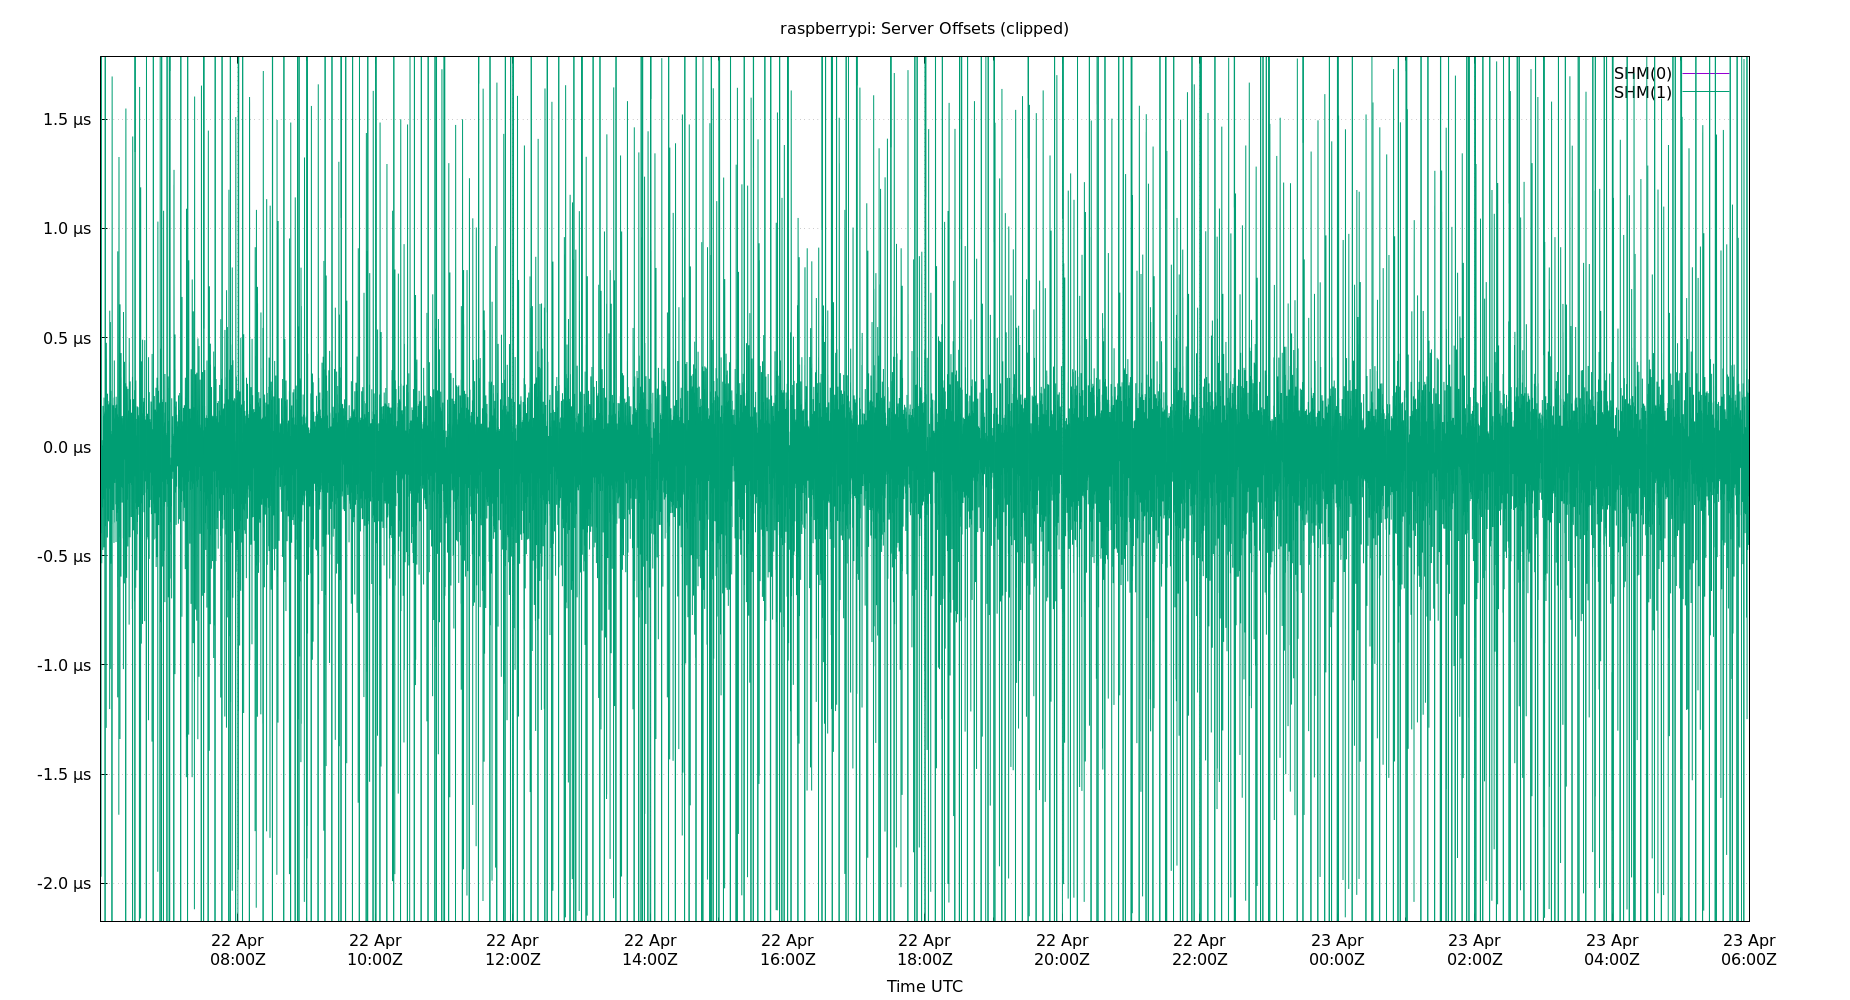 raspberrypi: Server Offsets (clipped)
SHM(0)
SHM(1)
1.5 µs
1.0 µs
0.5 µs
0.0 µs
-0.5 µs
-1.0 µs
-1.5 µs
-2.0 µs
22 Apr 22 Apr 22 Apr 22 Apr 22 Apr 22 Apr 22 Apr 22 Apr 23 Apr 23 Apr 23 Apr 23 Apr
08:00Z 10:00Z 12:00Z 14:00Z 16:00Z 18:00Z 20:00Z 22:00Z 00:00Z 02:00Z 04:00Z 06:00Z
Time UTC